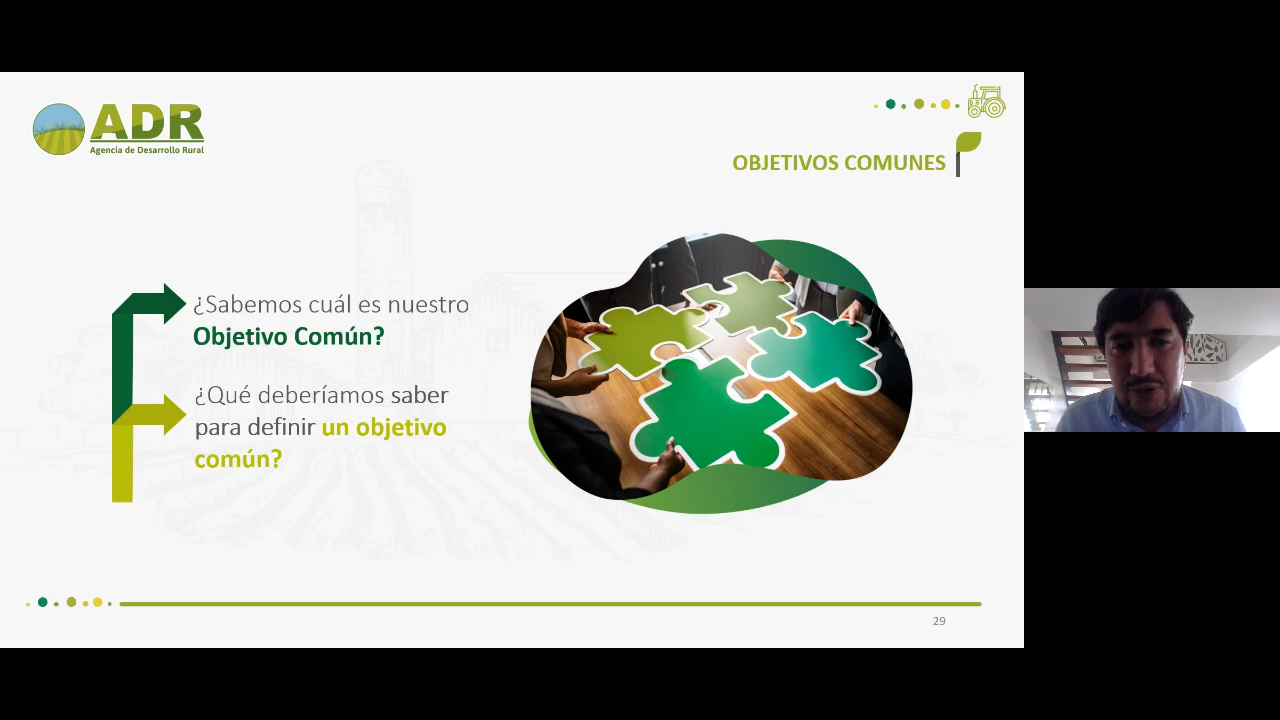 ADR
Agencia de Desarrollo Rural
OBJETIVOS COMUNES
¿Sabemos cuál es nuestro
Objetivo Común?
¿Qué deberíamos saber
para definir un objetivo
común?
29